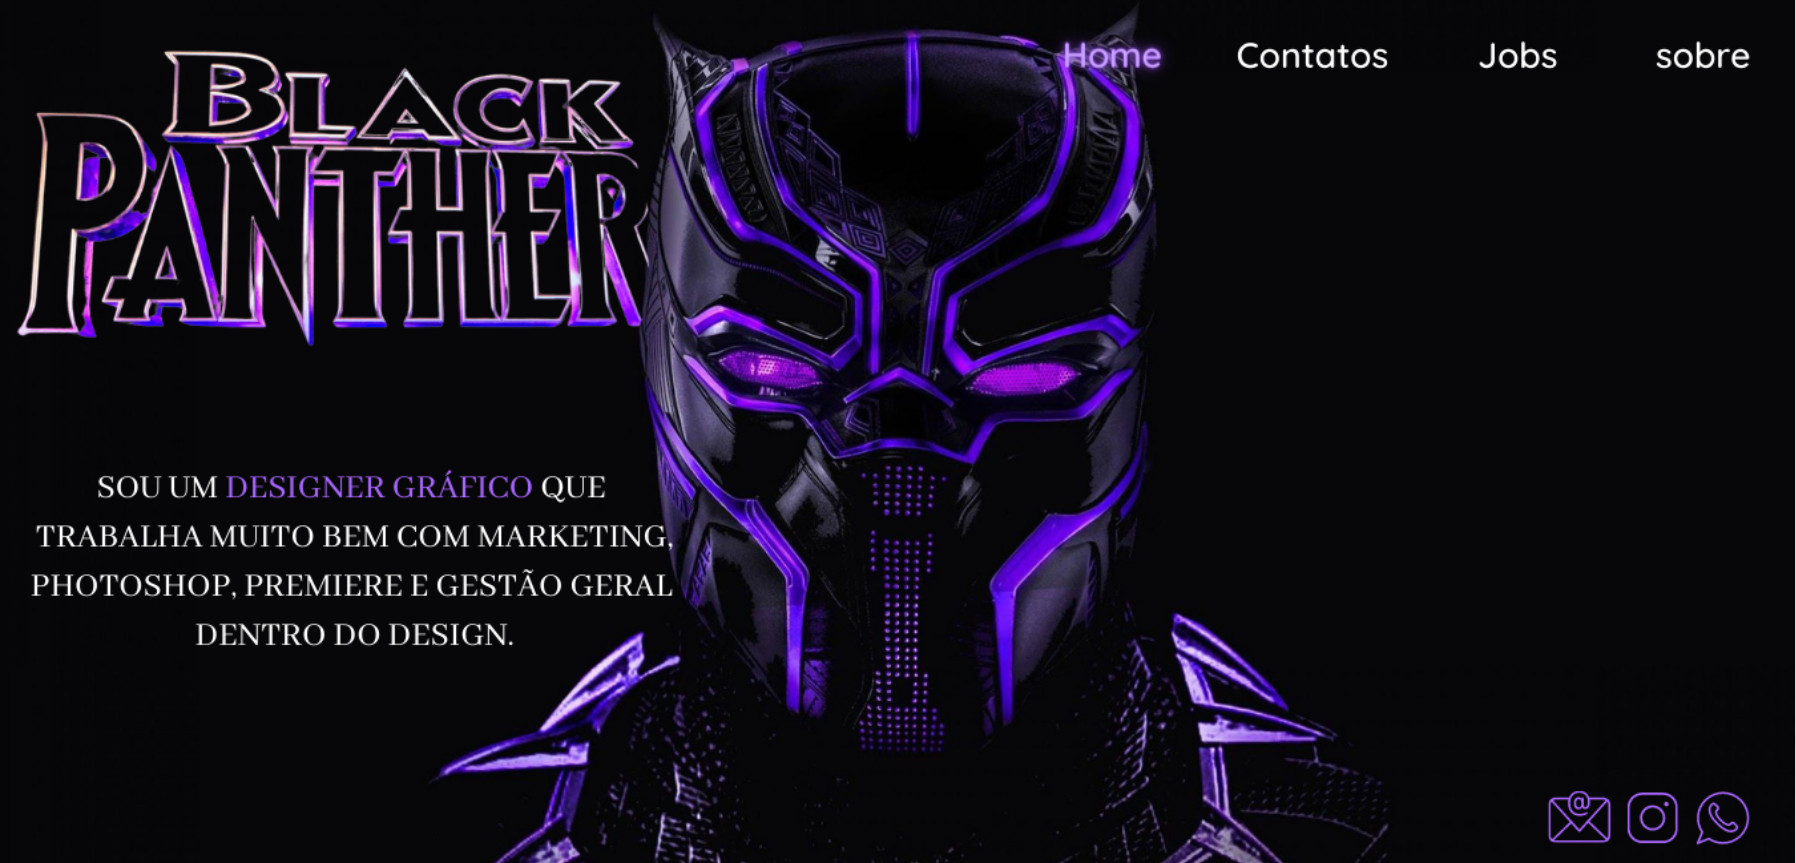 BLACK
PANTHER
Home Contatos Jobs sobre
SOU UM DESIGNER GRÁFICO QUE
TRABALHA MUITO BEM COM MARKETING,
PHOTOSHOP, PREMIERE E GESTÃO GERAL
DENTRO DO DESIGN.